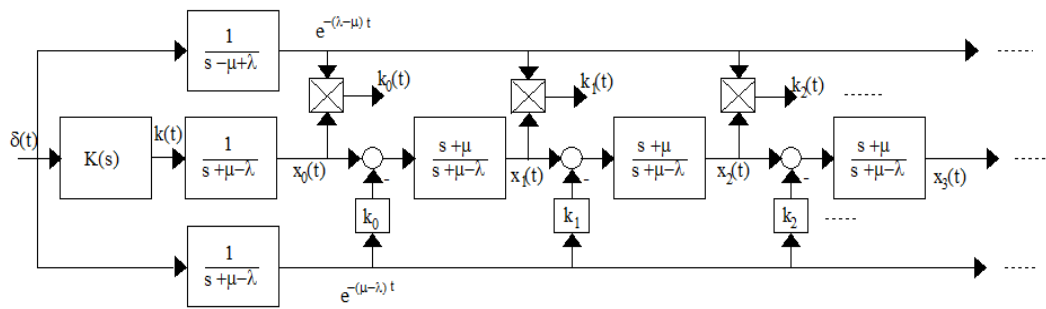 e^{-(λ-μ) t}
1
s -μ+λ
k₀(t) k₁(t) k₂(t)
δ(t) K(s) k(t)
1
s +μ-λ
x₀(t)
s +μ
s +μ-λ
x₁(t)
s +μ
s +μ-λ
x₂(t)
s +μ
s +μ-λ
x₃(t)
- - -
k₀ k₁ k₂
1
s +μ-λ
e^{-(μ-λ) t}